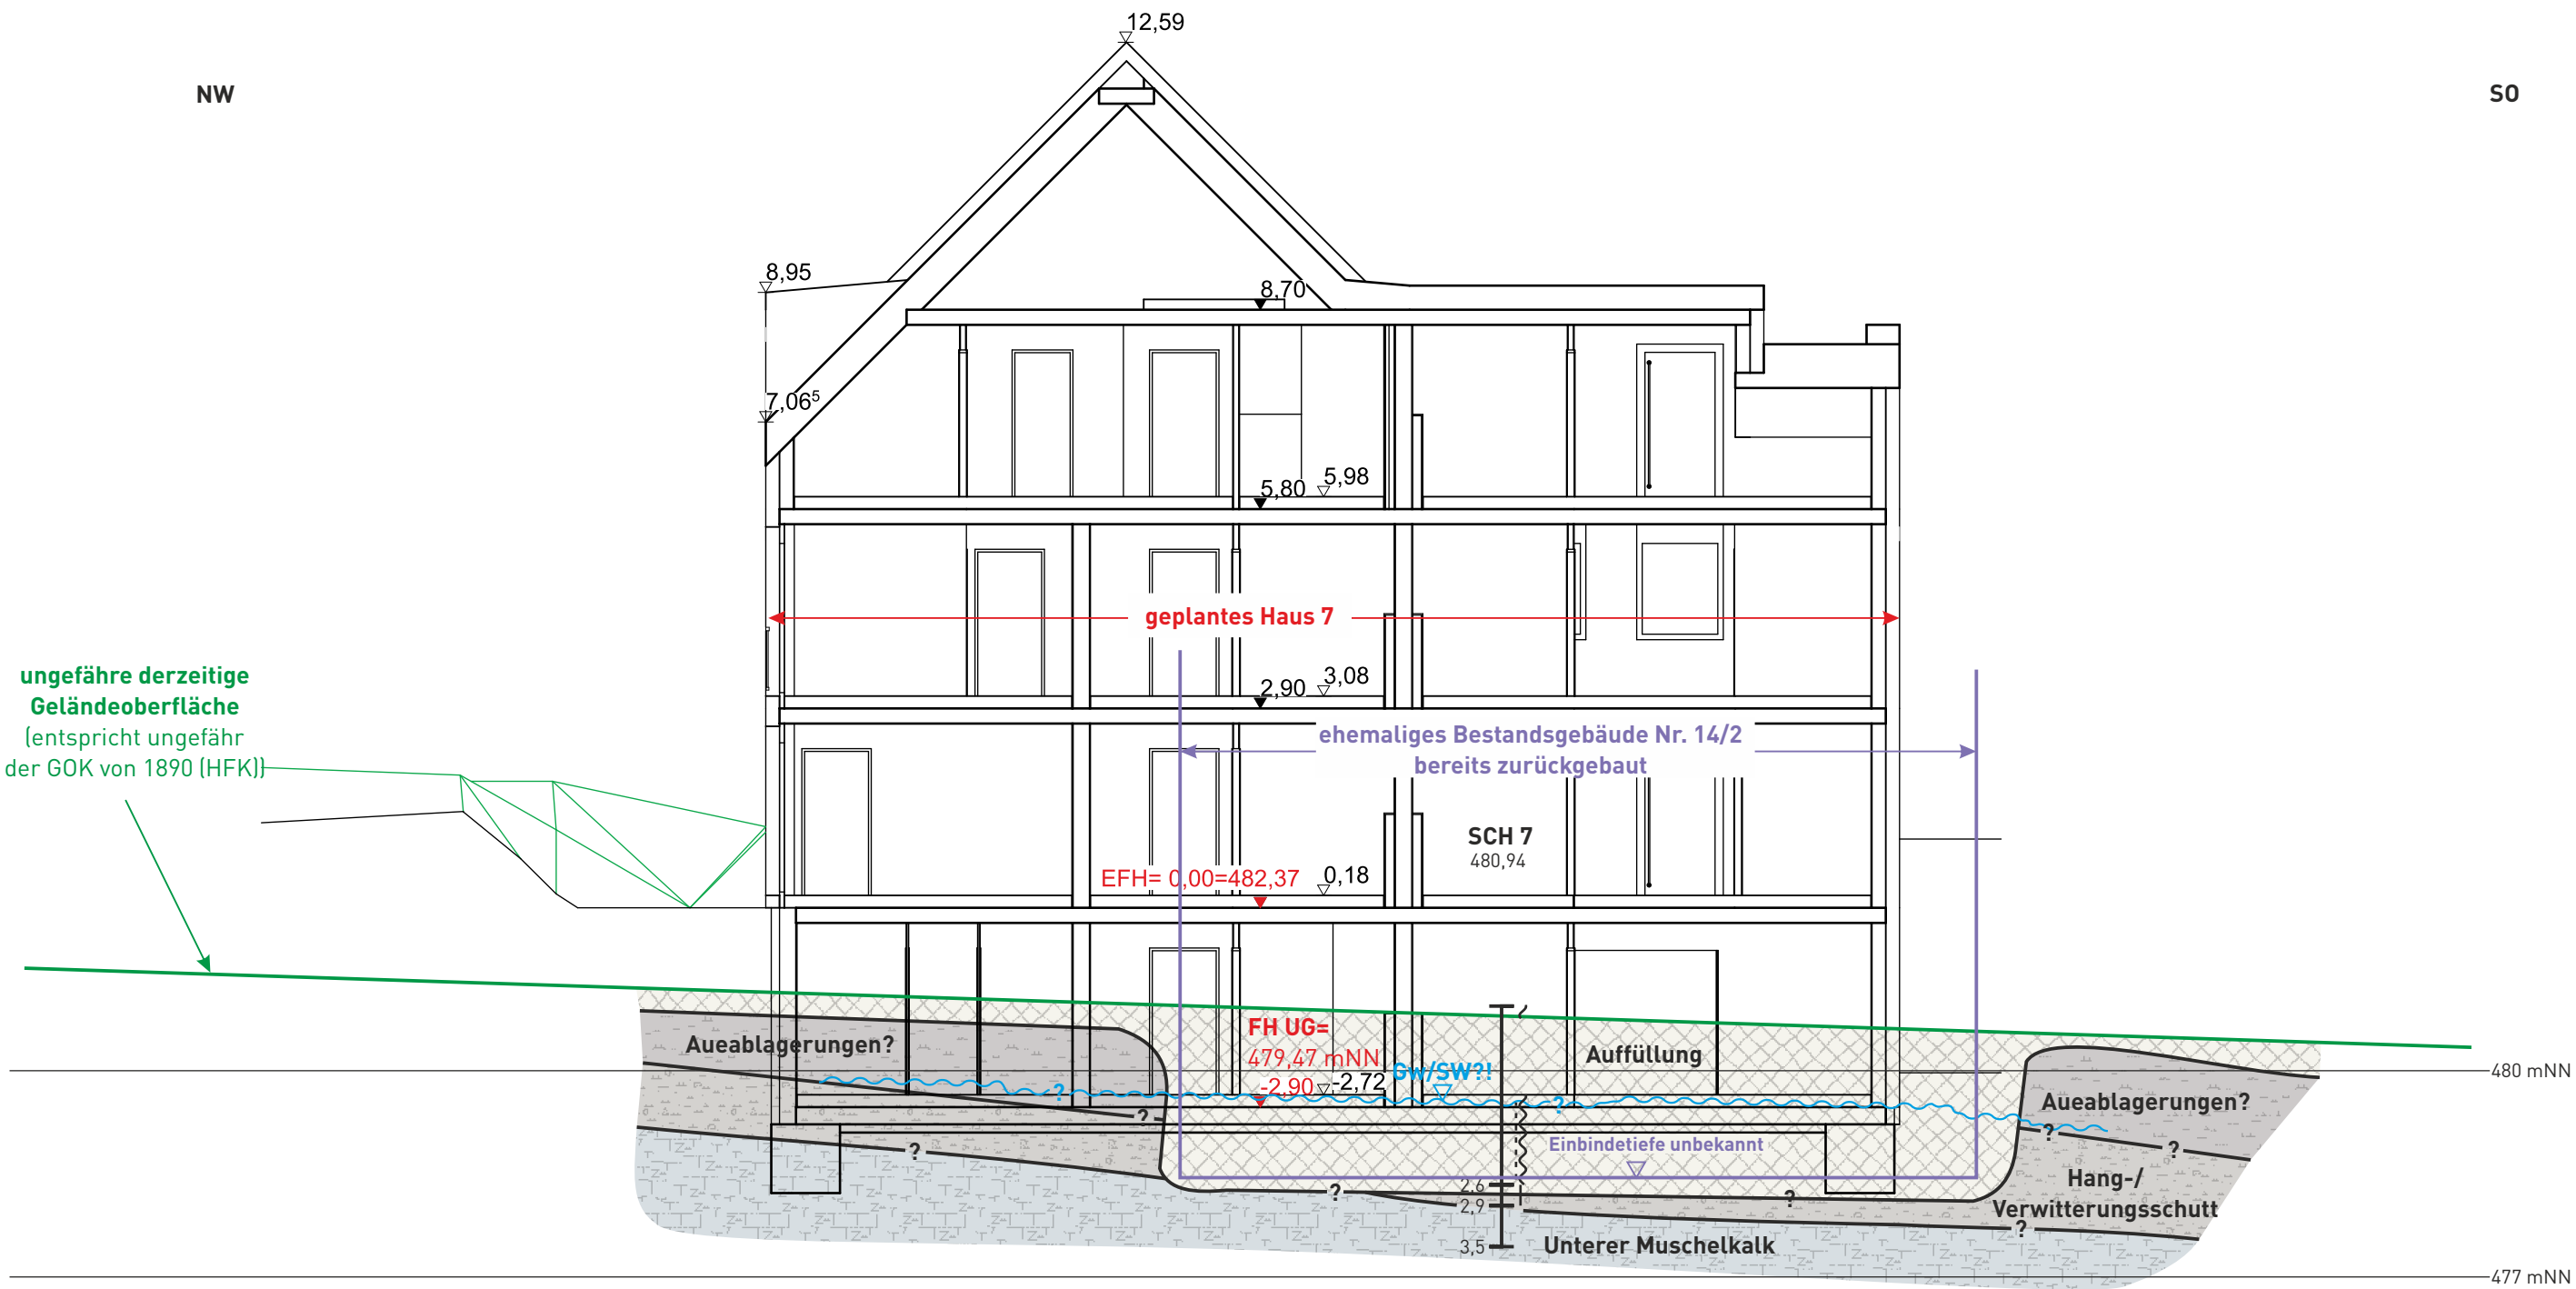 12,59
NW
SO
8,95
8,70
7,06⁵
5,98
5,80
geplantes Haus 7
ungefähre derzeitige
Geländeoberfläche
(entspricht ungefähr
der GOK von 1890 (HFK))
3,08
2,90
ehemaliges Bestandsgebäude Nr. 14/2
bereits zurückgebaut
SCH 7
480,94
EFH= 0,00=482,37
0,18
FH UG=
479,47 mNN
-2,90
-2,72
Gw/SW?!
Aueablagerungen?
Auffüllung
480 mNN
?
?
Aueablagerungen?
?
?
?
?
Einbindetiefe unbekannt
Hang-/
Verwitterungsschutt
2,6
?
?
2,9
?
3,5
Unterer Muschelkalk
477 mNN